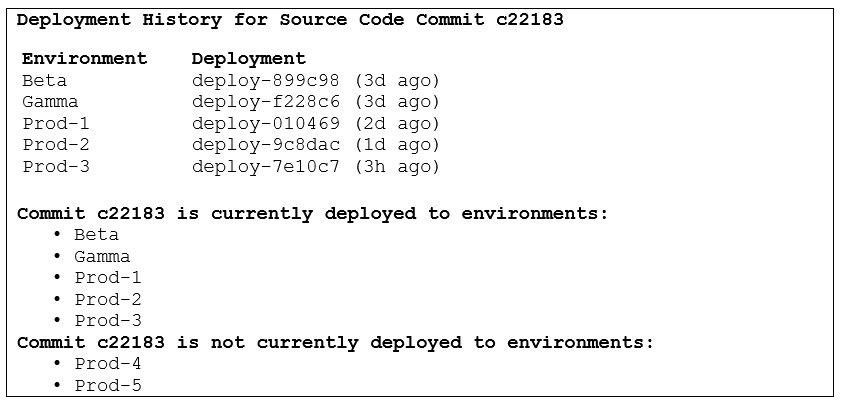 Deployment History for Source Code Commit c22183
Environment Deployment
Beta deploy-899c98 (3d ago)
Gamma deploy-f228c6 (3d ago)
Prod-1 deploy-010469 (2d ago)
Prod-2 deploy-9c8dac (1d ago)
Prod-3 deploy-7e10c7 (3h ago)
Commit c22183 is currently deployed to environments:
• Beta
• Gamma
• Prod-1
• Prod-2
• Prod-3
Commit c22183 is not currently deployed to environments:
• Prod-4
• Prod-5